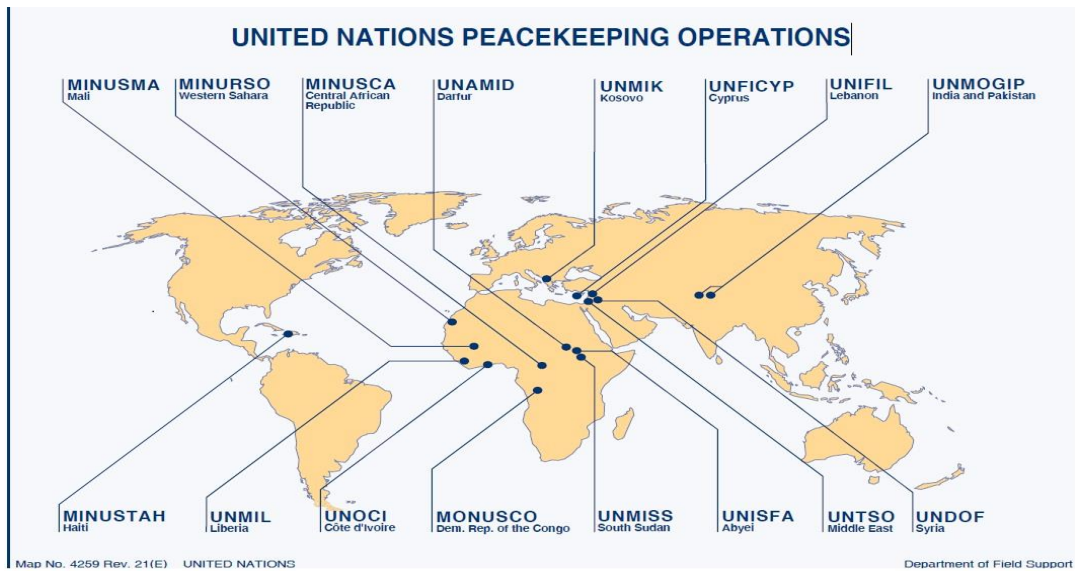 UNITED NATIONS PEACEKEEPING OPERATIONS
MINUSMA
Mali
MINURSO
Western Sahara
MINUSCA
Central African
Republic
UNAMID
Darfur
UNMIK
Kosovo
UNFICYP
Cyprus
UNIFIL
Lebanon
UNMOGIP
India and Pakistan
MINUSTAH
Haiti
UNMIL
Liberia
UNOCI
Côte d'Ivoire
MONUSCO
Dem. Rep. of the Congo
UNMISS
South Sudan
UNISFA
Abyei
UNTSO
Middle East
UNDOF
Syria
Map No. 4259 Rev. 21(E) UNITED NATIONS
Department of Field Support